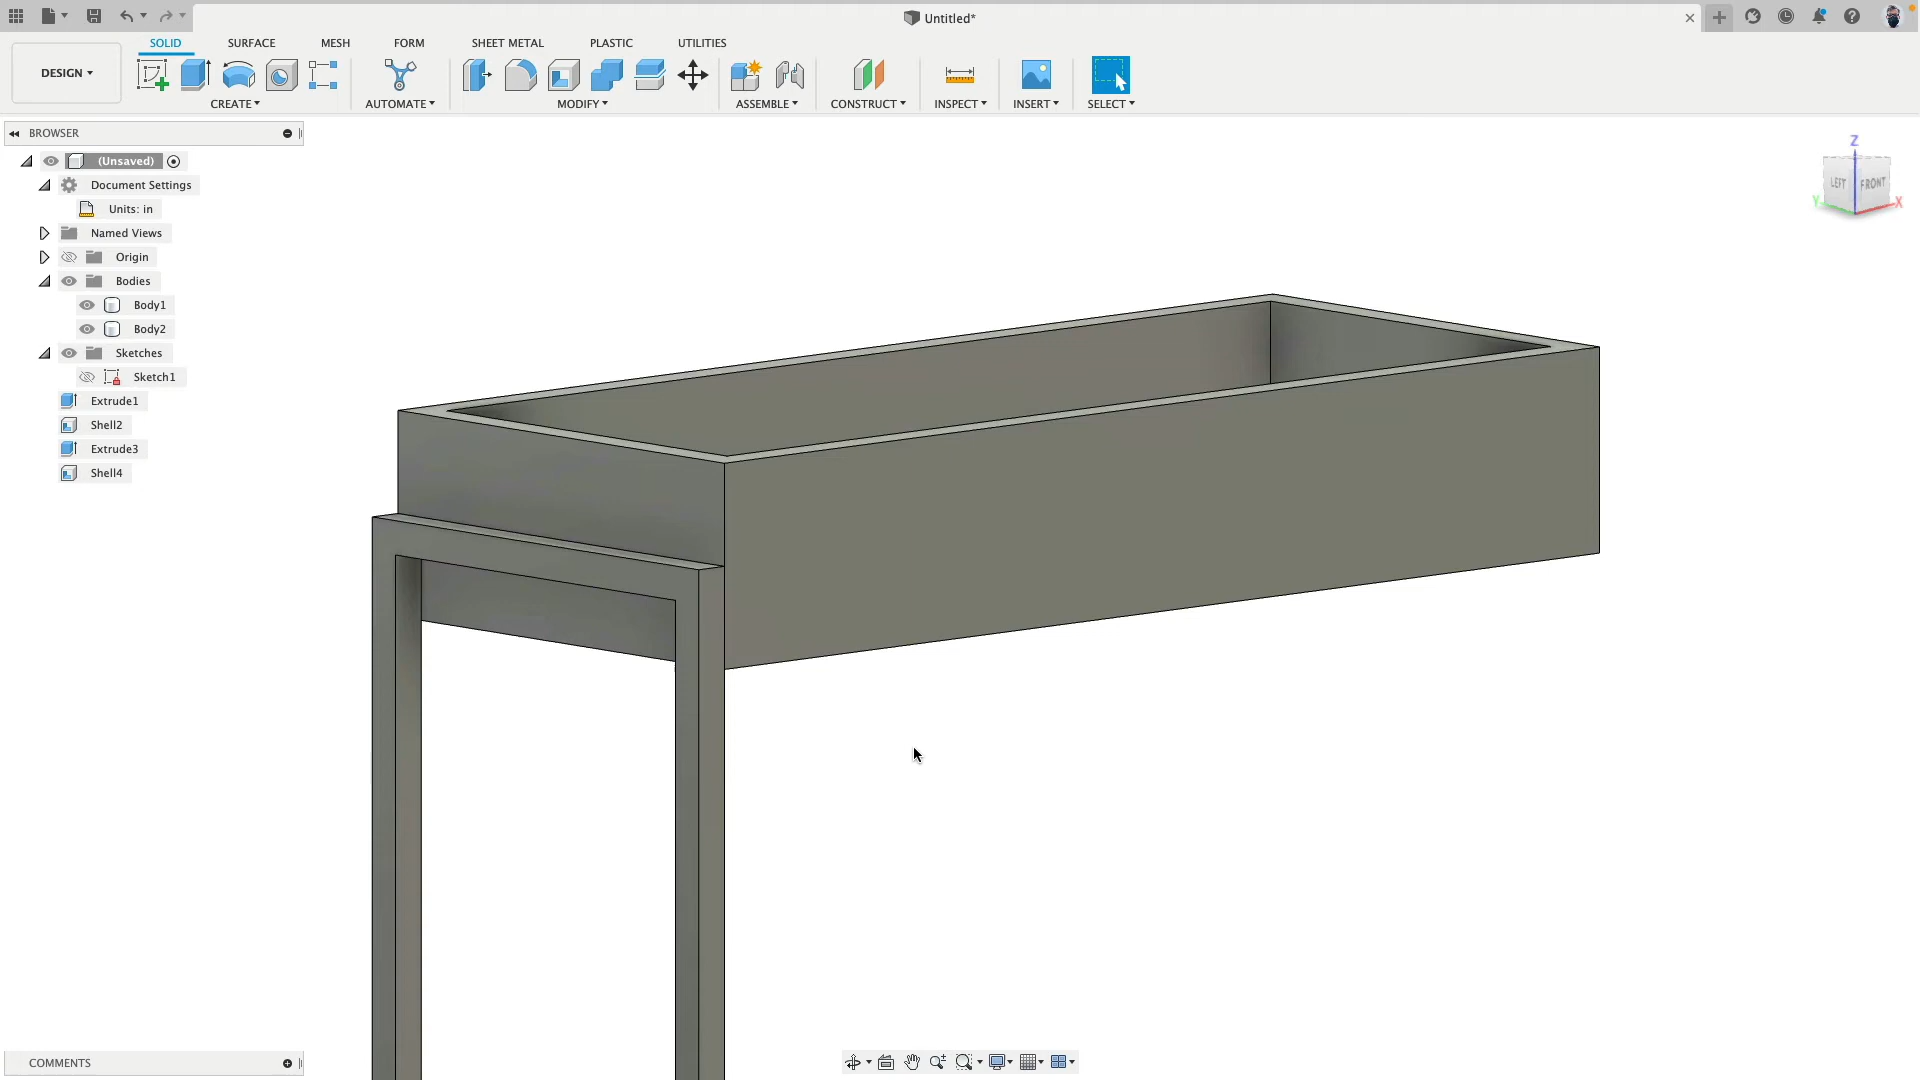 Untitled*
DESIGN
SOLID
SURFACE
MESH
FORM
SHEET METAL
PLASTIC
UTILITIES
CREATE
AUTOMATE
MODIFY
ASSEMBLE
CONSTRUCT
INSPECT
INSERT
SELECT
BROWSER
(Unsaved)
Document Settings
Units: in
Named Views
Origin
Bodies
Body1
Body2
Sketches
Sketch1
Extrude1
Shell2
Extrude3
Shell4
Z
LEFT
FRONT
Y
X
COMMENTS